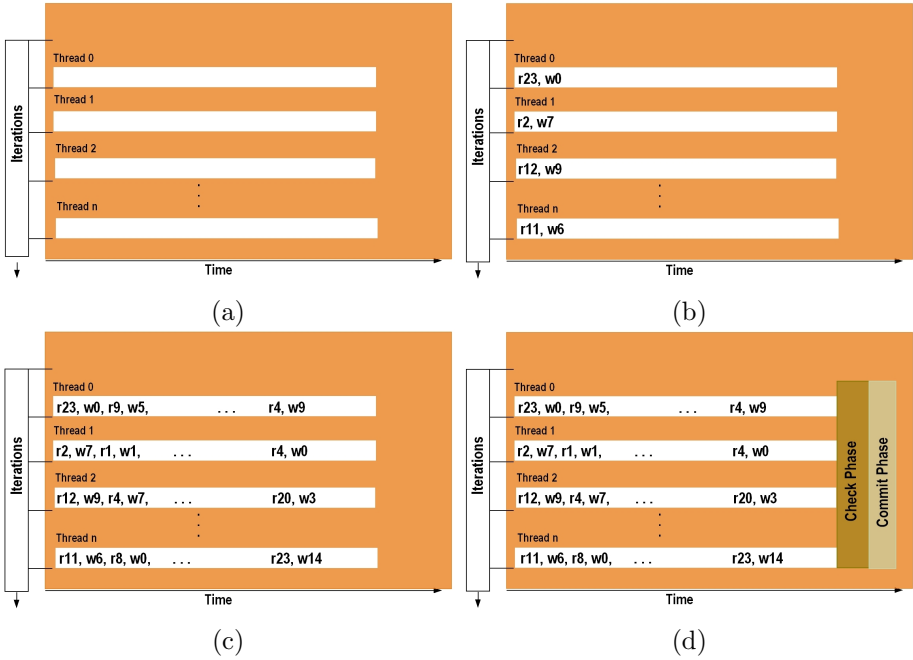 Iterations
Thread 0
Thread 1
Thread 2
. . .
Thread n
Time
(a)
Iterations
Thread 0
r23, w0
Thread 1
r2, w7
Thread 2
r12, w9
. . .
Thread n
r11, w6
Time
(b)
Iterations
Thread 0
r23, w0, r9, w5, . . . r4, w9
Thread 1
r2, w7, r1, w1, . . . r4, w0
Thread 2
r12, w9, r4, w7, . . . r20, w3
. . .
Thread n
r11, w6, r8, w0, . . . r23, w14
Time
(c)
Iterations
Thread 0
r23, w0, r9, w5, . . . r4, w9
Thread 1
r2, w7, r1, w1, . . . r4, w0
Thread 2
r12, w9, r4, w7, . . . r20, w3
. . .
Thread n
r11, w6, r8, w0, . . . r23, w14
Check Phase
Commit Phase
Time
(d)